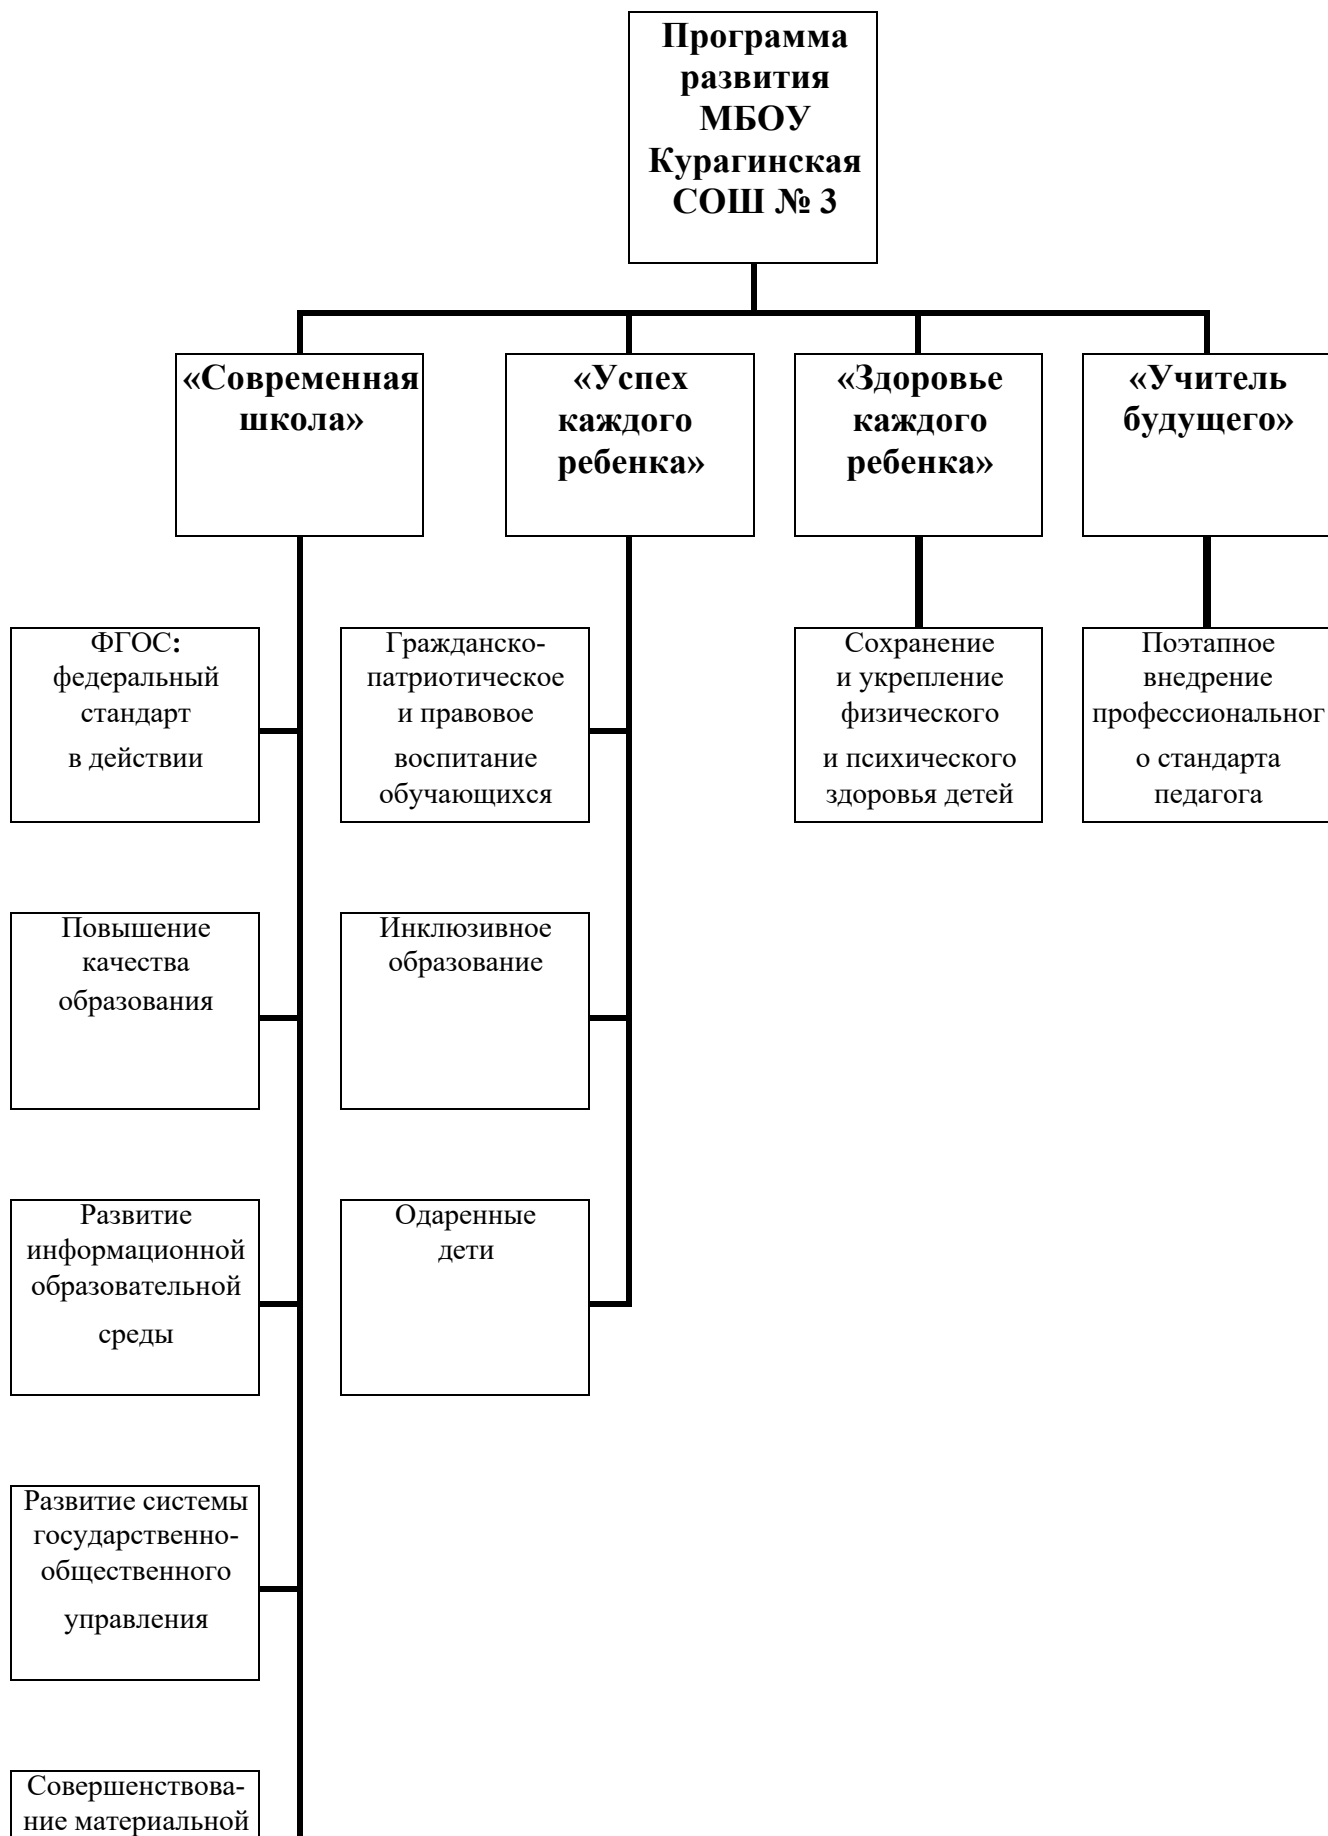 Программа
развития
МБОУ
Курагинская
СОШ № 3
«Современная
школа»
«Успех
каждого
ребенка»
«Здоровье
каждого
ребенка»
«Учитель
будущего»
ФГОС:
федеральный
стандарт
в действии
Гражданско-
патриотическое
и правовое
воспитание
обучающихся
Сохранение
и укрепление
физического
и психического
здоровья детей
Поэтапное
внедрение
профессиональног
о стандарта
педагога
Повышение
качества
образования
Инклюзивное
образование
Развитие
информационной
образовательной
среды
Одаренные
дети
Развитие системы
государственно-
общественного
управления
Совершенствова-
ние материальной